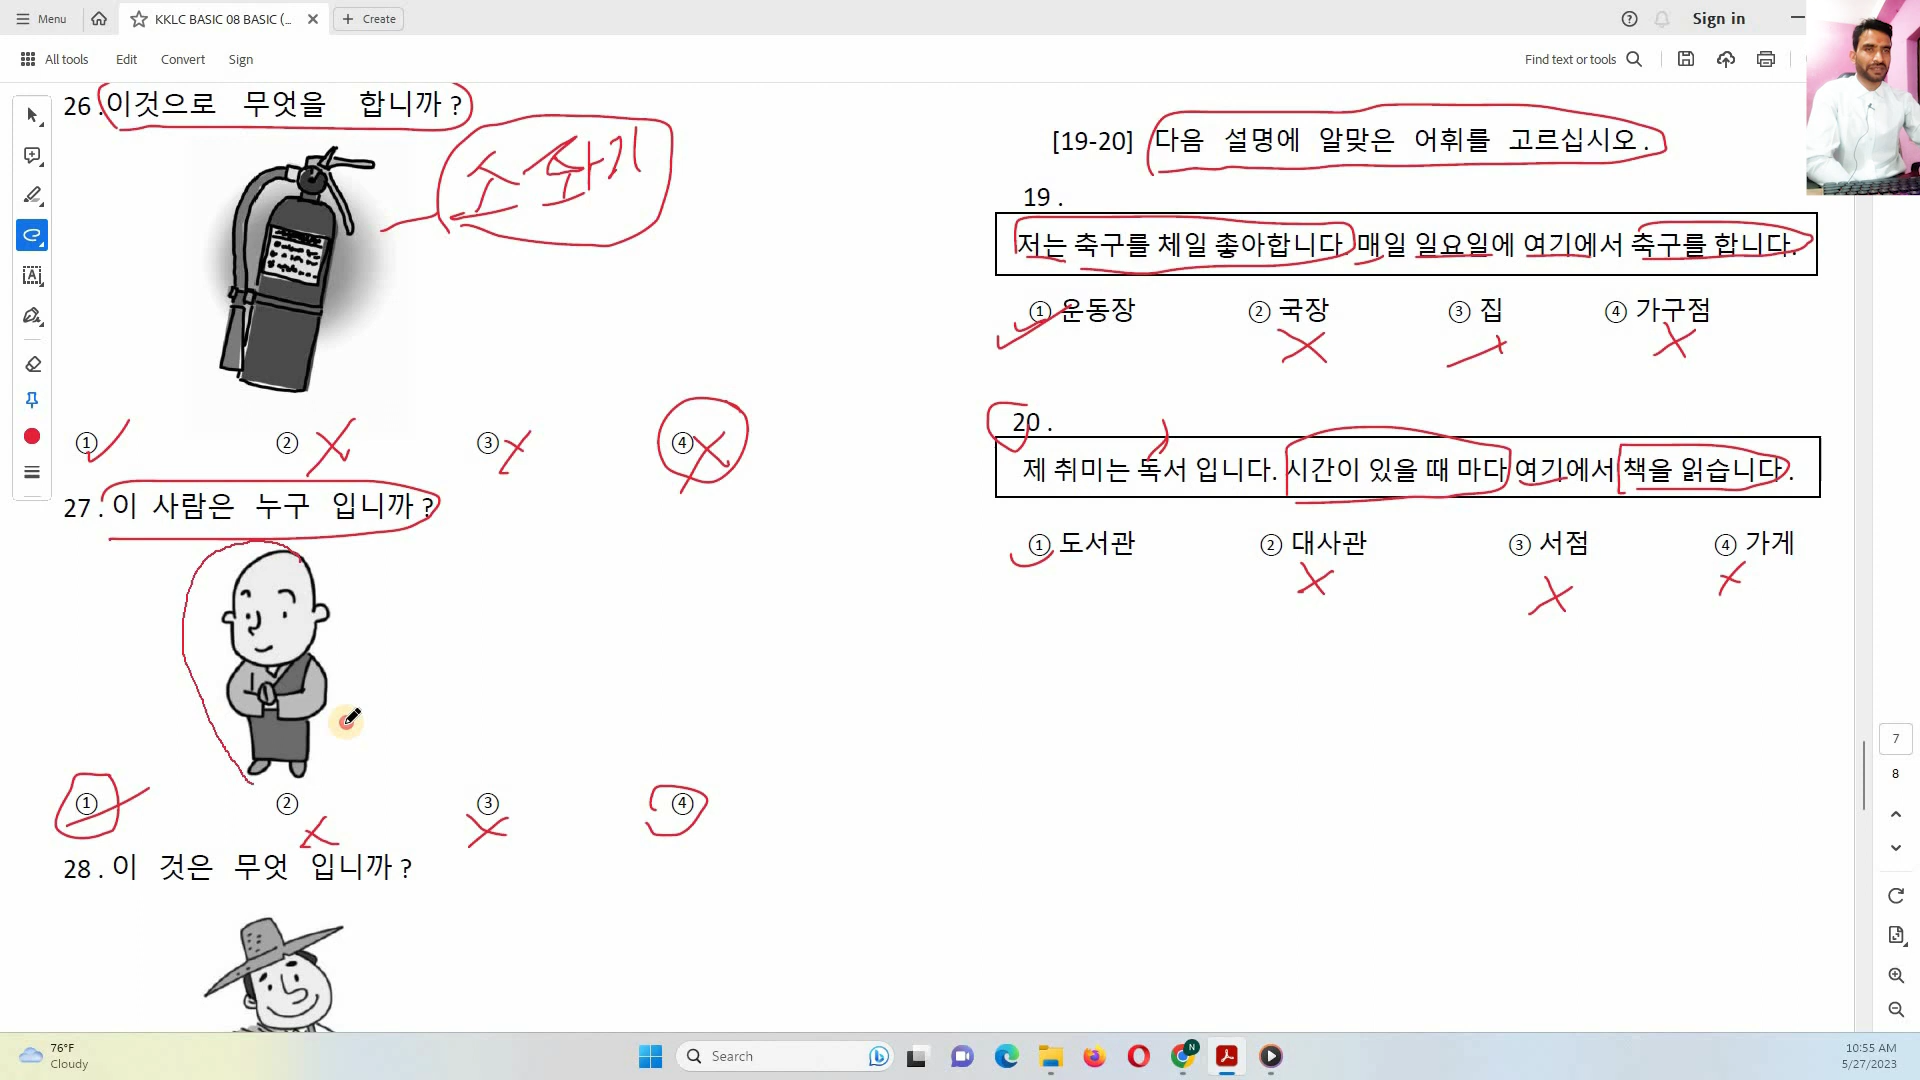 Menu
KKLC BASIC 08 BASIC (...
Create
Sign in
All tools
Edit
Convert
Sign
Find text or tools
26 . 이것으로 무엇을 합니까 ?
소화기
① ② ③ ④
27 . 이 사람은 누구 입니까 ?
① ② ③ ④
28 . 이 것은 무엇 입니까 ?
[19-20] 다음 설명에 알맞은 어휘를 고르십시오 .
19 .
저는 축구를 체일 좋아합니다. 매일 일요일에 여기에서 축구를 합니다.
① 운동장 ② 국장 ③ 집 ④ 가구점
20 .
제 취미는 독서 입니다. 시간이 있을 때 마다 여기에서 책을 읽습니다 .
① 도서관 ② 대사관 ③ 서점 ④ 가게
7
8
76°F
Cloudy
Search
N
10:55 AM
5/27/2023